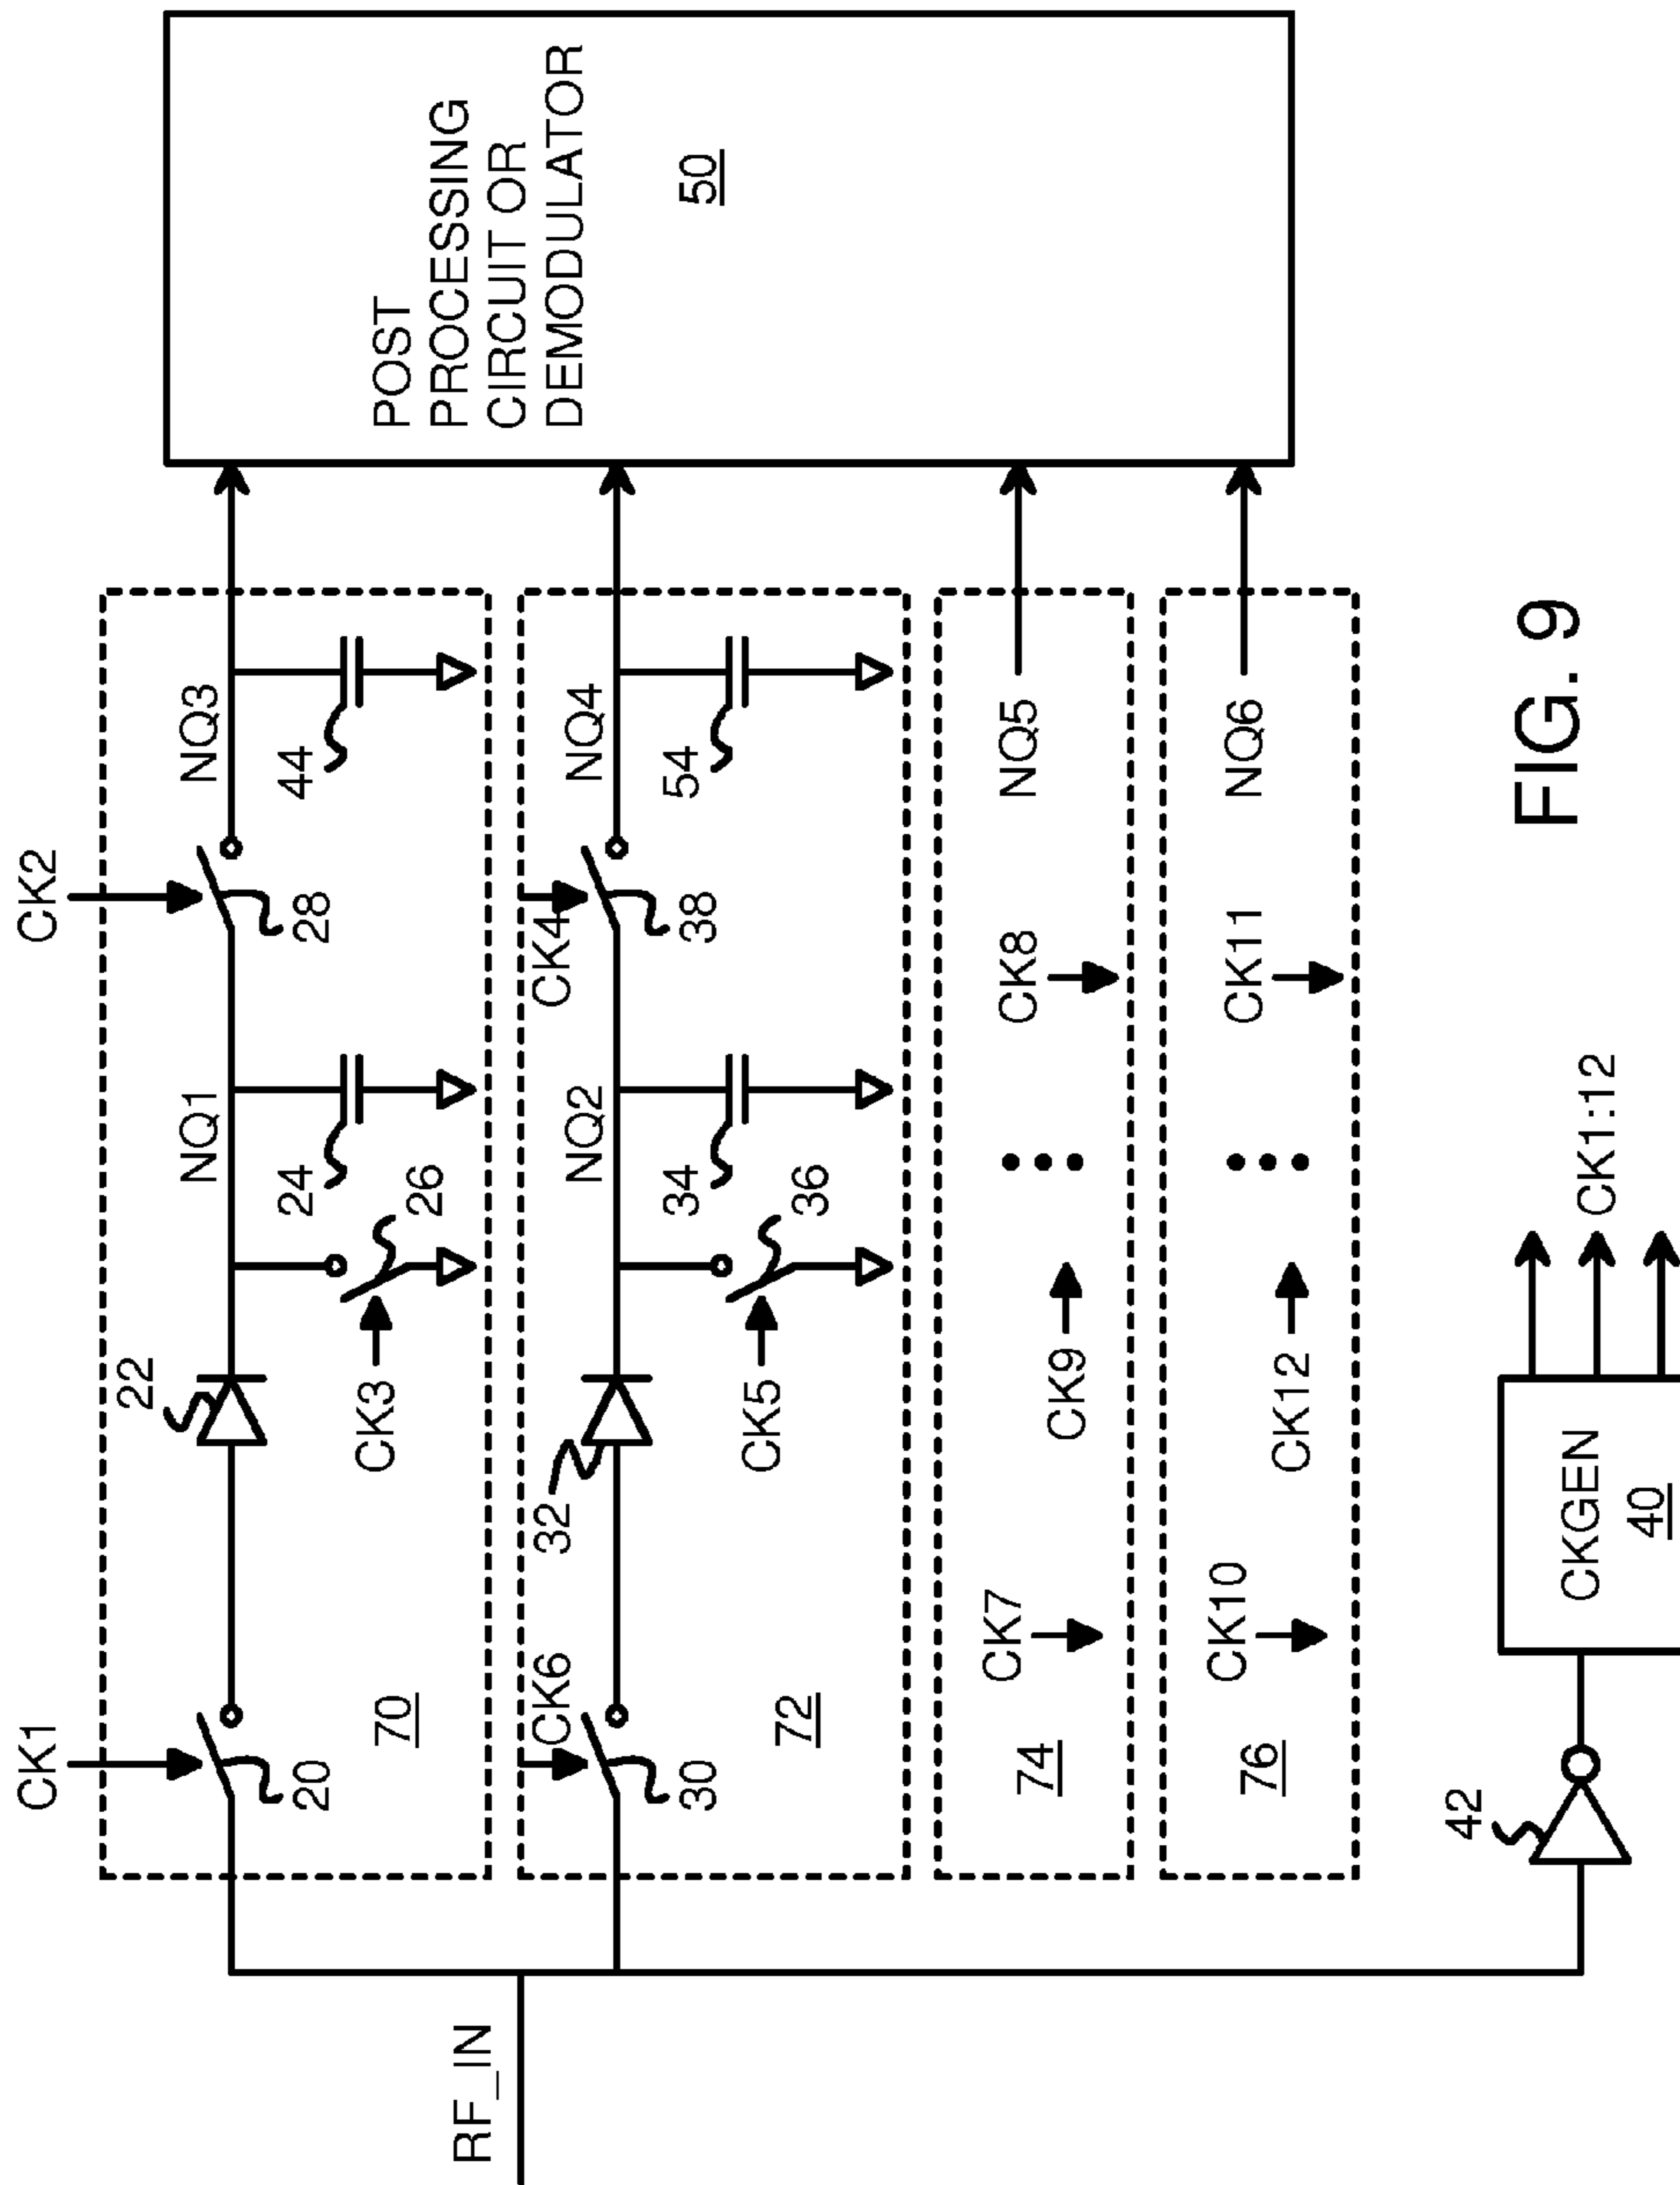 CK1
CK2
20
22
NQ1
28
NQ3
24
26
CK3
44
70
CK6
CK4
30
32
NQ2
38
NQ4
34
36
CK5
54
72
CK7
CK9
CK8
NQ5
74
CK10
CK12
CK11
NQ6
76
RF_IN
42
CKGEN
40
CK1:12
POST
PROCESSING
CIRCUIT OR
DEMODULATOR
50
FIG. 9